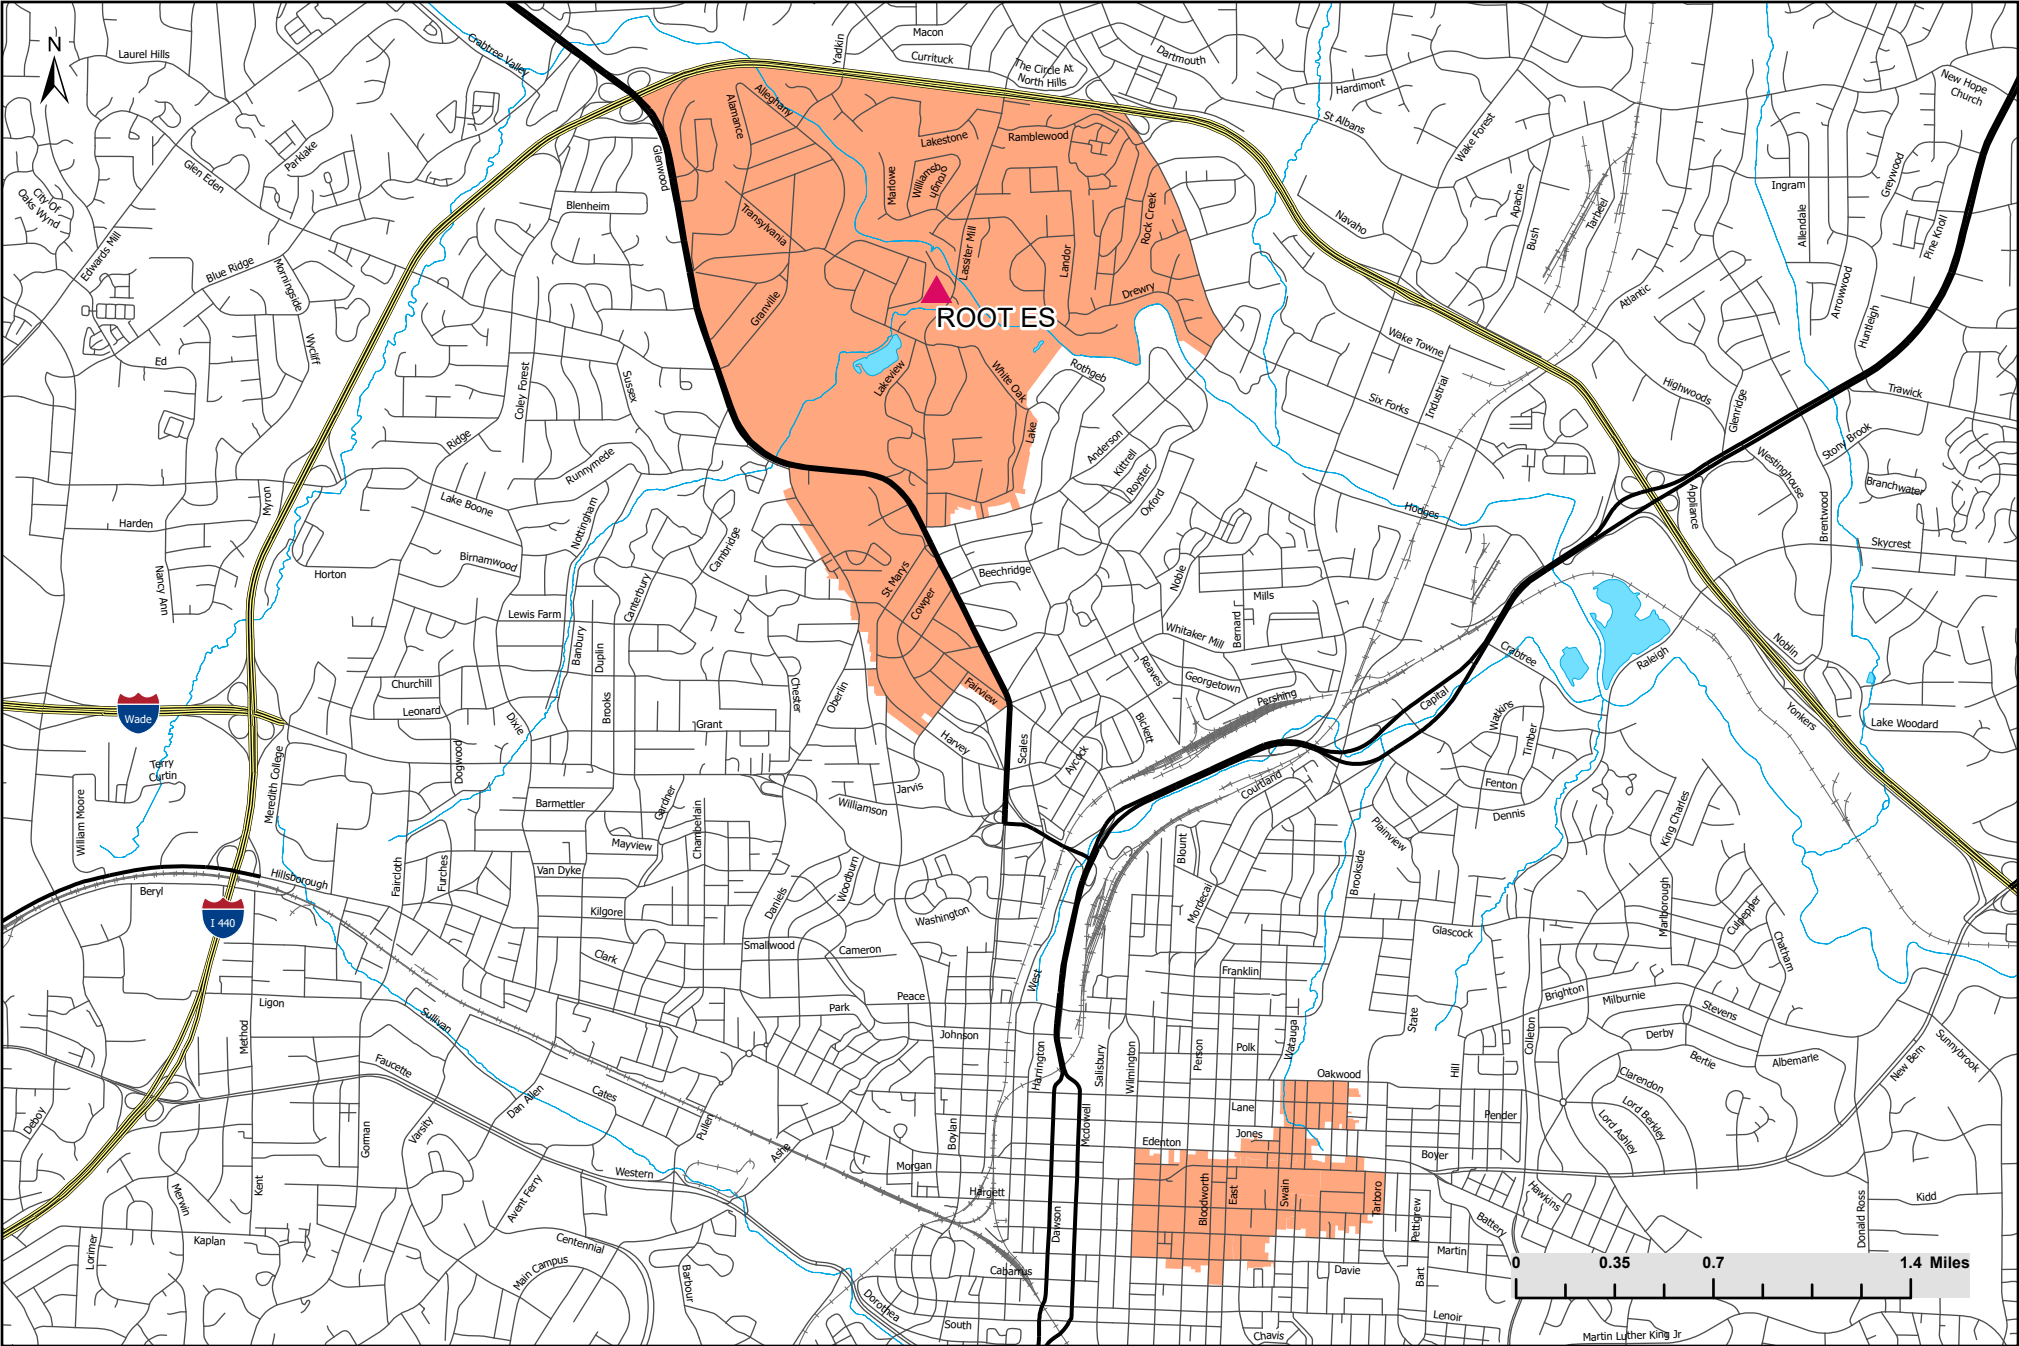 N
Laurel Hills
Crabtree Valley
Yadkin
Macon
Currituck
The Circle At
North Hills
Dartmouth
Hardimont
St Albans
Wake Forest
New Hope
Church
Alamance
Alleghany
Glenwood
Lakestone
Ramblewood
Marlowe
Williamsb
orough
Glen Eden
Parklake
City Of
Oaks Wynd
Edwards Mill
Blue Ridge
Morningside
Wycliff
Blenheim
Transylvania
Granville
Lassiter Mill
Landor
Rock Creek
Drewry
Navaho
Apache
Bush
Tarheel
Atlantic
Ingram
Allendale
Greywood
Pine Knoll
Arrowwood
Huntleigh
ROOT ES
Ed
Coley Forest
Sussex
Lakeview
White Oak
Lake
Rothgeb
Wake Towne
Six Forks
Industrial
Highwoods
Glenridge
Trawick
Stony Brook
Westinghouse
Branchwater
Ridge
Runnymede
Anderson
Kittrell
Royster
Oxford
Hodges
Appliance
Brentwood
Skycrest
Myron
Harden
Lake Boone
Nottingham
Cambridge
Birnamwood
Horton
Nancy Ann
Lewis Farm
Canterbury
Banbury
Duplin
St Marys
Cowper
Beechridge
Noble
Mills
Bernard
Whitaker Mill
Reaves
Georgetown
Pershing
Crabtree
Raleigh
Noblin
Yonkers
Lake Woodard
Wade
Churchill
Leonard
Dixie
Brooks
Grant
Chester
Oberlin
Fairview
Harvey
Scales
Aycock
Bickett
Capital
Watkins
Timber
Fenton
Dennis
King Charles
Terry
Curtin
William Moore
Meredith College
Dogwood
Barmettler
Gardner
Chamberlain
Mayview
Van Dyke
Kilgore
Williamson
Jarvis
Courtland
Plainview
Brookside
Blount
Mordecai
Beryl
Hillsborough
Faircloth
Furches
I 440
Daniels
Woodburn
Washington
Smallwood
Cameron
Clark
Glascock
Marlborough
Culpepper
Chatham
Franklin
West
Peace
Park
Johnson
Ligon
Method
Sullivan
Faucette
Dan Allen
Cates
Pullen
Ashe
Harrington
Salisbury
Wilmington
Person
Polk
Watauga
State
Hill
Brighton
Milburnie
Stevens
Colleton
Derby
Bertie
Albemarle
New Bern
Sunnybrook
Clarendon
Lord Berkley
Lord Ashley
Oakwood
Lane
Pender
Jones
Edenton
Boyer
Deboy
Gorman
Varsity
Avent Ferry
Western
Boylan
Morgan
Hargett
Mcdowell
Dawson
Bloodworth
East
Swain
Tarboro
Pettigrew
Hawkins
Battery
Donald Ross
Kidd
Merwin
Kent
Lorimer
Kaplan
Centennial
Main Campus
Barbour
Dorothea
Cabarrus
South
Davie
Martin
Bart
Lenoir
Chavis
Martin Luther King Jr
0 0.35 0.7 1.4 Miles